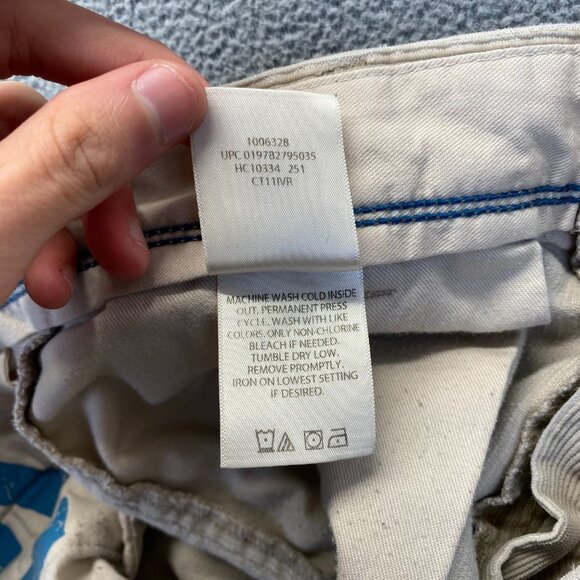 1006328
UPC 019782795035
HC10334 251
CT11IVR
MACHINE WASH COLD INSIDE
OUT. PERMANENT PRESS
CYCLE. WASH WITH LIKE
COLORS. ONLY NON-CHLORINE
BLEACH IF NEEDED.
TUMBLE DRY LOW.
REMOVE PROMPTLY.
IRON ON LOWEST SETTING
IF DESIRED.